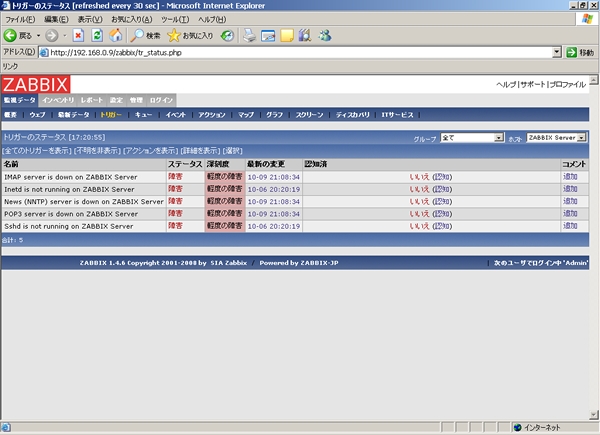 トリガーのステータス [refreshed every 30 sec] - Microsoft Internet Explorer
ファイル(F) 編集(E) 表示(V) お気に入り(A) ツール(T) ヘルプ(H)
戻る 検索 お気に入り
アドレス(D) http://192.168.0.9/zabbix/tr_status.php 移動
リンク
ZABBIX ヘルプ|サポート|プロファイル
監視データ インベントリ レポート 設定 管理 ログイン
概要 | ウェブ | 最新データ | トリガー | キュー | イベント | アクション | マップ | グラフ | スクリーン | ディスカバリ | ITサービス |
トリガーのステータス [17:20:55] グループ 全て ホスト ZABBIX Server
[全てのトリガーを表示] [不明を非表示] [アクションを表示] [詳細を表示] [選択]
名前 ステータス 深刻度 最新の変更 認知済 コメント
IMAP server is down on ZABBIX Server 障害 軽度の障害 10-09 21:08:34 いいえ (認知) 追加
Inetd is not running on ZABBIX Server 障害 軽度の障害 10-06 20:20:19 いいえ (認知) 追加
News (NNTP) server is down on ZABBIX Server 障害 軽度の障害 10-09 21:08:34 いいえ (認知) 追加
POP3 server is down on ZABBIX Server 障害 軽度の障害 10-09 21:08:34 いいえ (認知) 追加
Sshd is not running on ZABBIX Server 障害 軽度の障害 10-06 20:20:19 いいえ (認知) 追加
合計: 5
ZABBIX 1.4.6 Copyright 2001-2008 by SIA Zabbix / Powered by ZABBIX-JP | 次のユーザでログイン中 'Admin'
インターネット